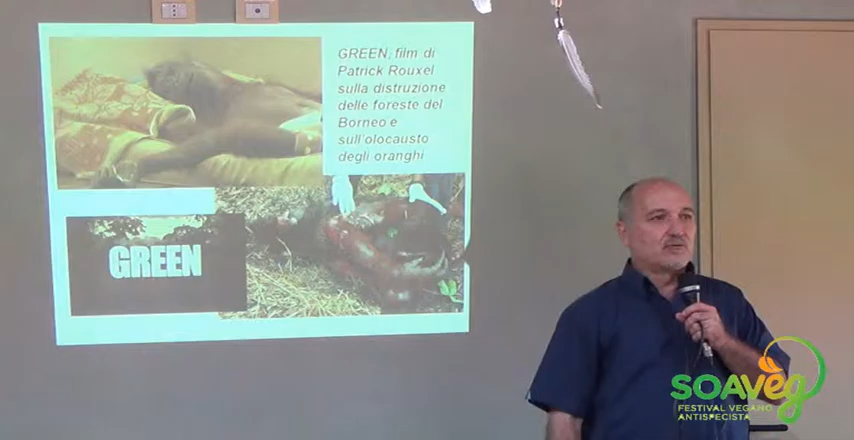 GREEN, film di
Patrick Rouxel
sulla distruzione
delle foreste del
Borneo e
sull'olocausto
degli oranghi
GREEN
SOAVEG
FESTIVAL VEGANO
ANTISPECISTA